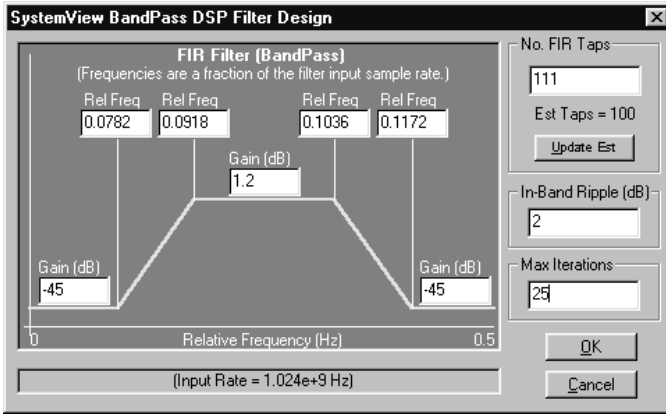 SystemView BandPass DSP Filter Design
FIR Filter (BandPass)
(Frequencies are a fraction of the filter input sample rate.)
Rel Freq Rel Freq Rel Freq Rel Freq
0.0782 0.0918 0.1036 0.1172
Gain (dB)
1.2
Gain (dB) Gain (dB)
-45 -45
0 Relative Frequency (Hz) 0.5
(Input Rate = 1.024e+9 Hz)
No. FIR Taps
111
Est Taps = 100
Update Est
In-Band Ripple (dB)
2
Max Iterations
25
OK
Cancel